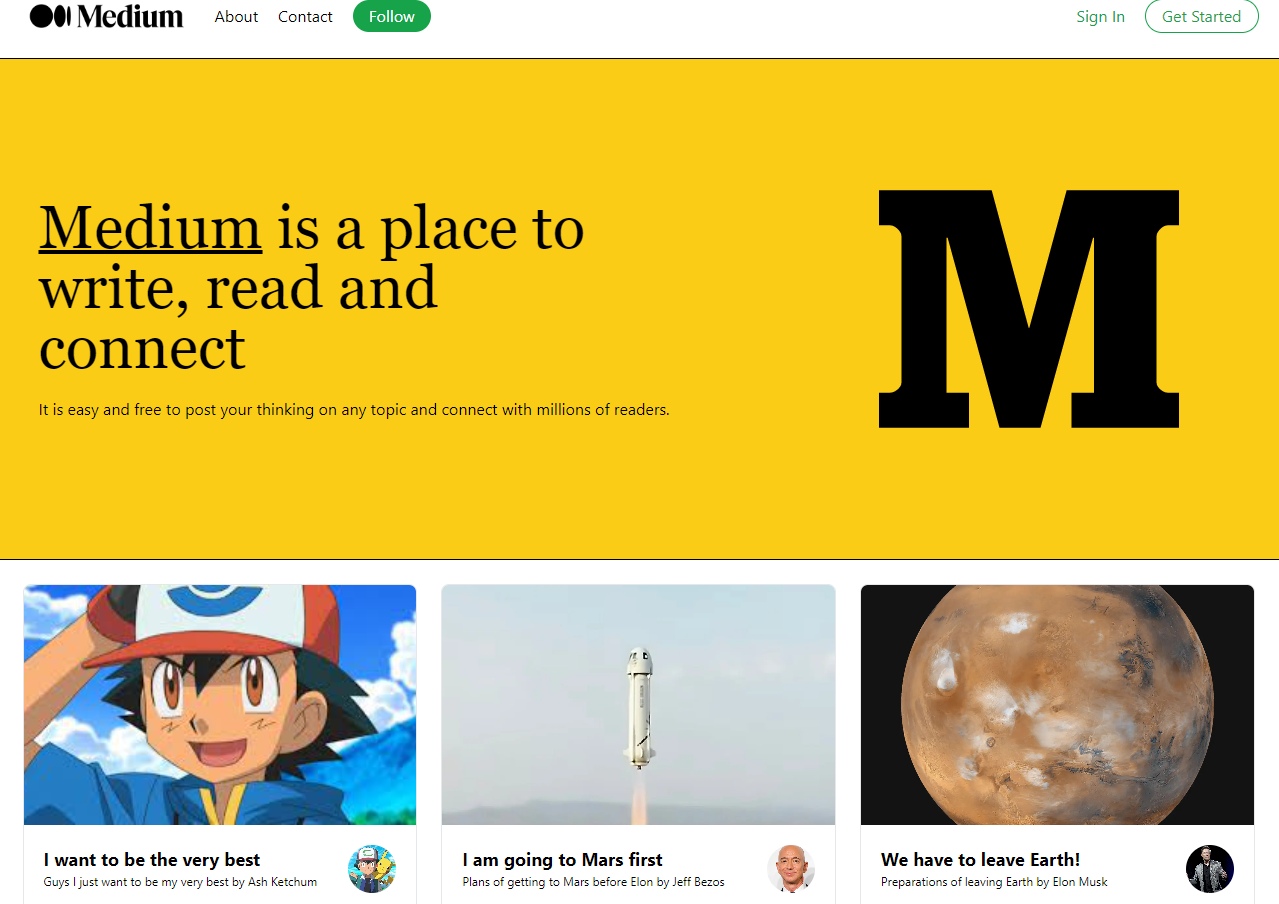 Medium About Contact Follow Sign In Get Started
Medium is a place to
write, read and
connect
It is easy and free to post your thinking on any topic and connect with millions of readers.
M
I want to be the very best
Guys I just want to be my very best by Ash Ketchum
I am going to Mars first
Plans of getting to Mars before Elon by Jeff Bezos
We have to leave Earth!
Preparations of leaving Earth by Elon Musk